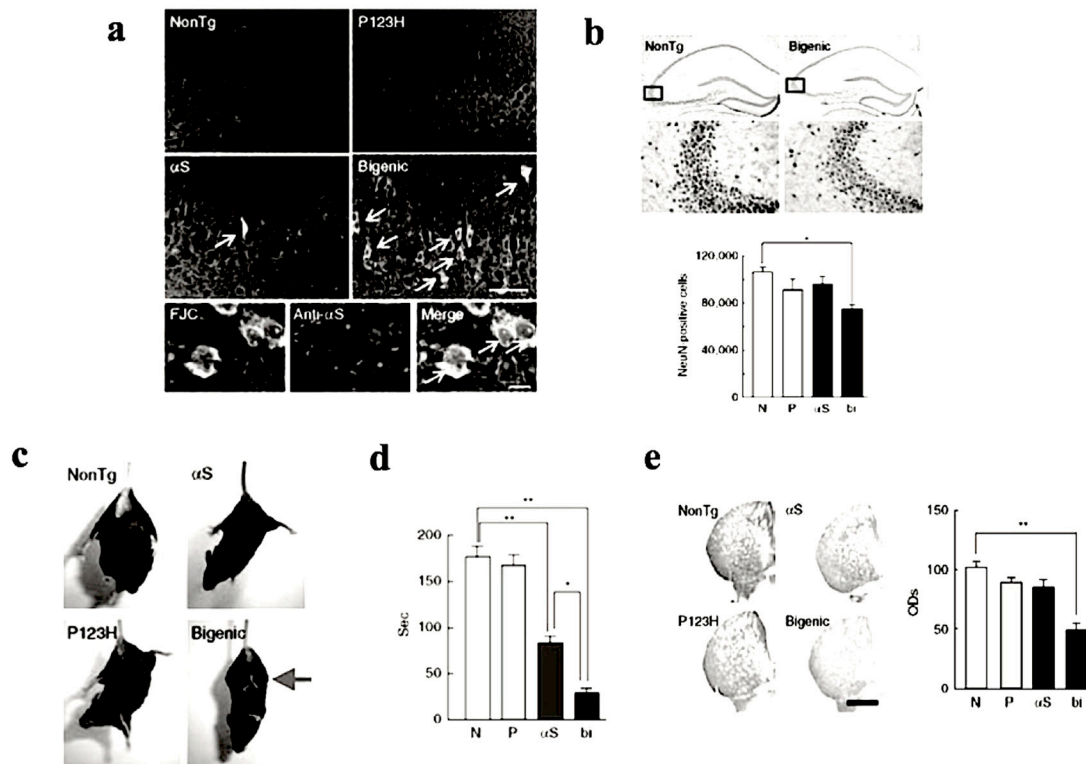 a
NonTg
P123H
αS
Bigenic
FJC
Anti-αS
Merge
b
NonTg
Bigenic
*
120,000
80,000
40,000
0
NeuN positive cells
N P αS bi
c
NonTg
αS
P123H
Bigenic
d
**
**
*
200
150
100
50
0
Sec
N P αS bi
e
NonTg
αS
P123H
Bigenic
**
150
100
50
0
ODs
N P αS bi